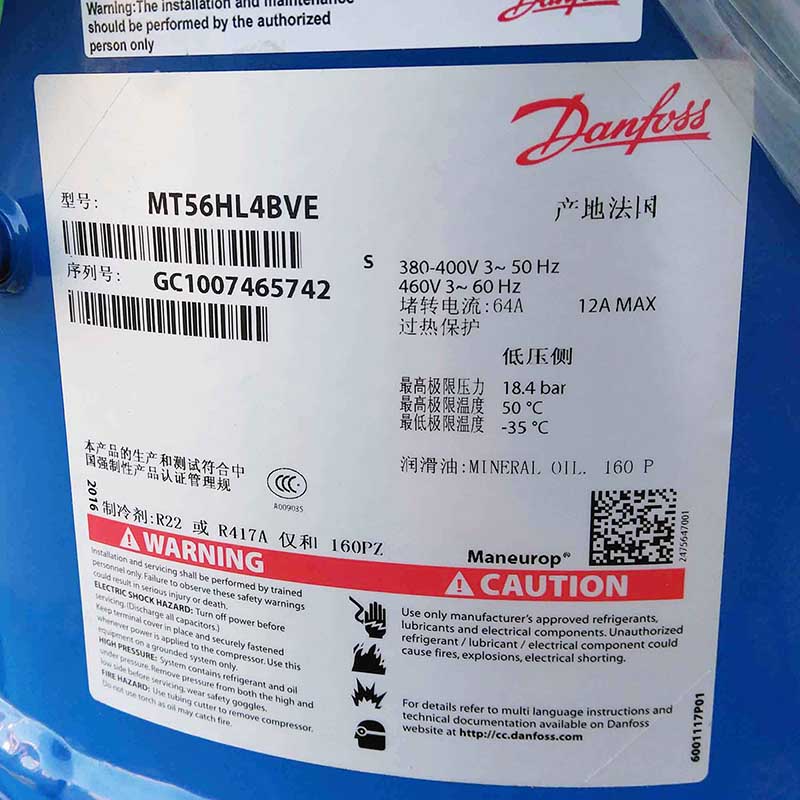 Warning:The installation and maintenance
should be performed by the authorized
person only
Danfoss
Danfoss
型号:
MT56HL4BVE
产地法国
序列号:
GC1007465742
S
380-400V 3~ 50 Hz
460V 3~ 60 Hz
堵转电流:64A
12A MAX
过热保护
低压侧
最高极限压力 18.4 bar
最高极限温度 50 °C
最低极限温度 -35 °C
本产品的生产和测试符合中
国强制性产品认证管理规
CCC
A009035
润滑油:MINERAL OIL. 160 P
2016
制冷剂:R22 或 R417A 仅和 160PZ
Maneurop®
2475647001
WARNING
Installation and servicing shall be performed by trained
personnel only. Failure to observe these safety warnings
could result in serious injury or death.
ELECTRIC SHOCK HAZARD: Turn off power before
servicing. (Discharge all capacitors.)
Keep terminal cover in place and securely fastened
whenever power is applied to the compressor. Use this
equipment on a grounded system only.
HIGH PRESSURE: System contains refrigerant and oil
under pressure. Remove pressure from both the high and
low side before servicing, wear safety goggles.
FIRE HAZARD: Use tubing cutter to remove compressor.
Do not use torch as oil may catch fire.
CAUTION
Use only manufacturer's approved refrigerants,
lubricants and electrical components. Unauthorized
refrigerant / lubricant / electrical component could
cause fires, explosions, electrical shorting.
For details refer to multi language instructions and
technical documentation available on Danfoss
website at http://cc.danfoss.com
6001117P01